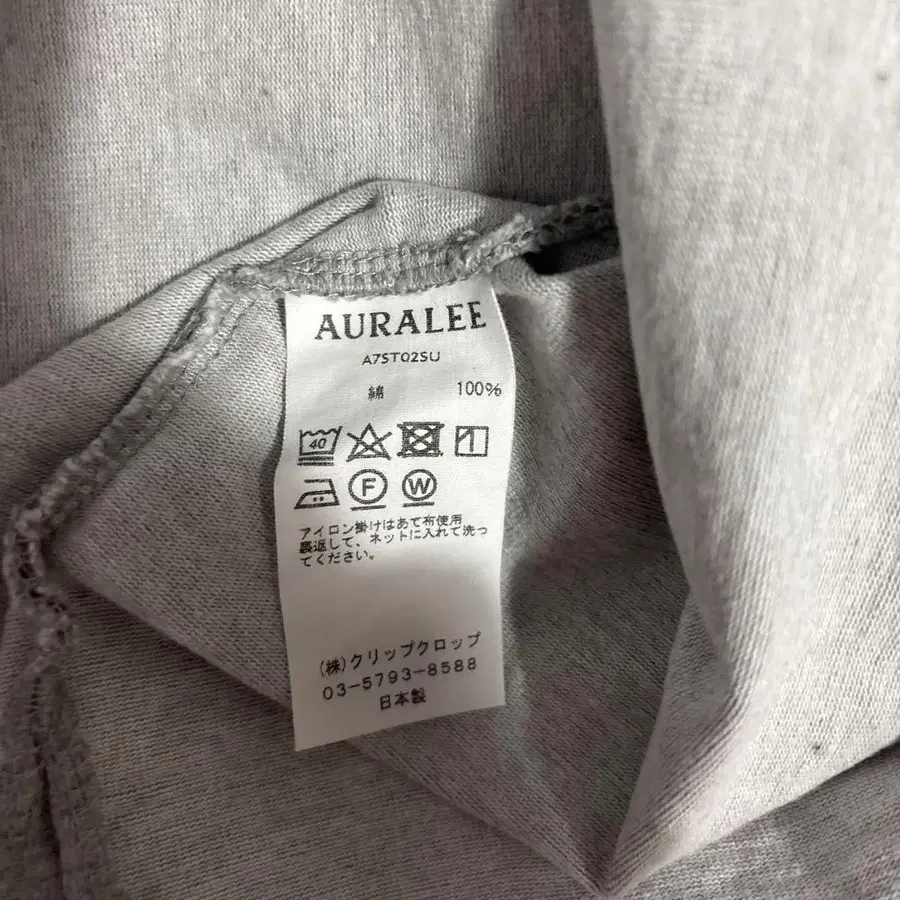 AURALEE
A7ST02SU
綿 100%
40
F W
アイロン掛けはあて布使用
裏返して、ネットに入れて洗っ
てください。
(株)クリップクロップ
03-5793-8588
日本製